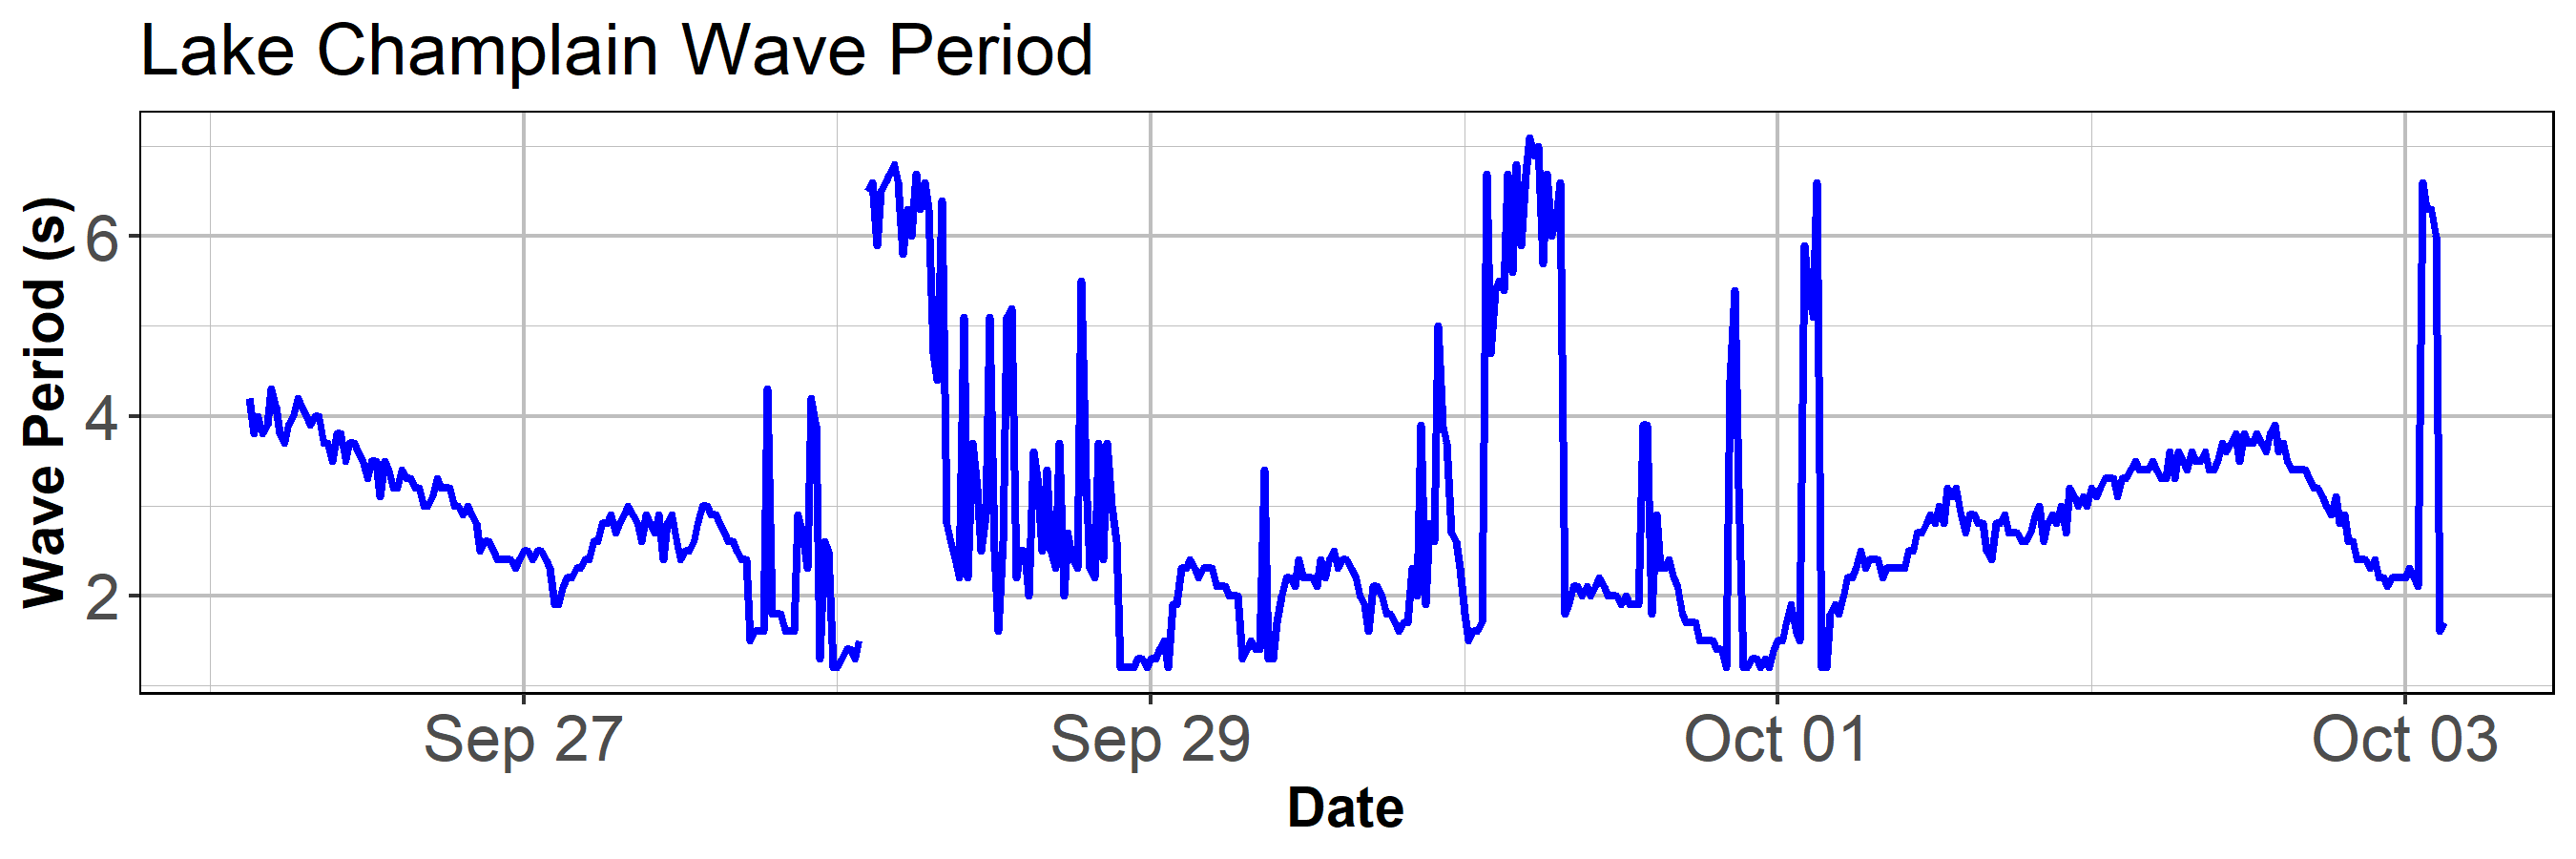 Lake Champlain Wave Period
Wave Period (s)
6
4
2
Sep 27 Sep 29 Oct 01 Oct 03
Date